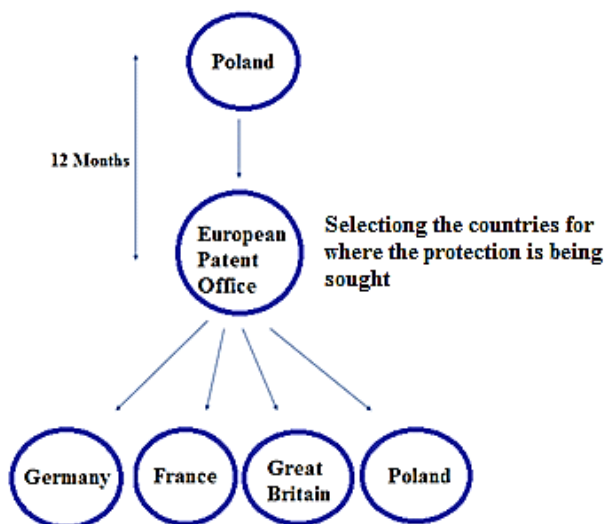 Poland
12 Months
European
Patent
Office
Selectiong the countries for
where the protection is being
sought
Germany
France
Great
Britain
Poland